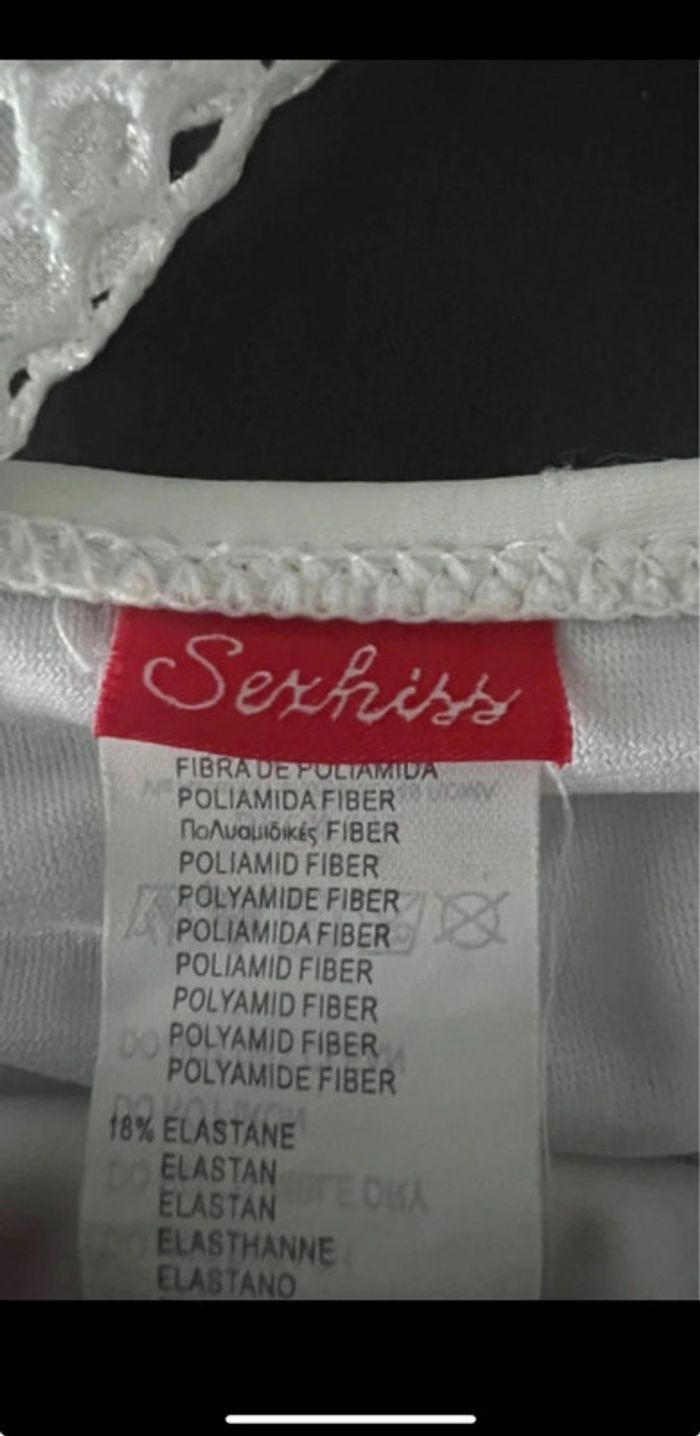 Sexhiss
FIBRA DE POLIAMIDA
POLIAMIDA FIBER
Πολυαμιδικές FIBER
POLIAMID FIBER
POLYAMIDE FIBER
POLIAMIDA FIBER
POLIAMID FIBER
POLYAMID FIBER
POLYAMID FIBER
POLYAMIDE FIBER
18% ELASTANE
ELASTAN
ELASTAN
ELASTHANNE
ELASTANO